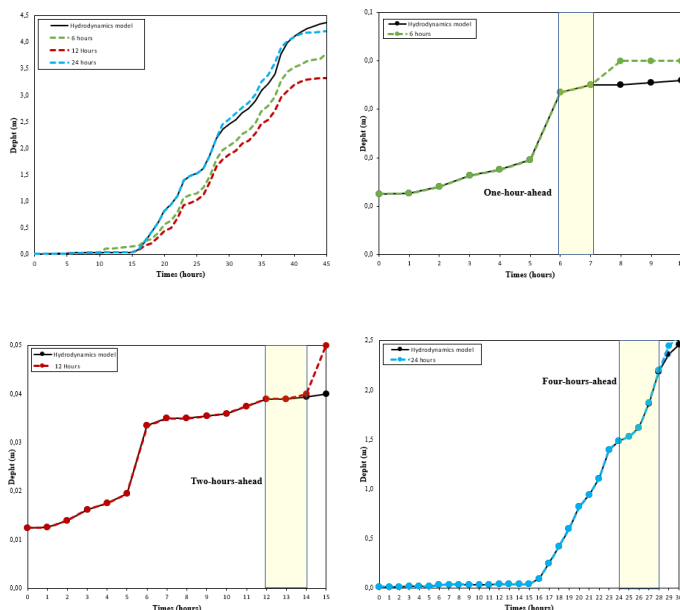 4,5
4,0
3,5
3,0
2,5
2,0
1,5
1,0
0,5
0,0
Depht (m)
Hydrodynamics model
6 hours
12 Hours
24 hours
0 5 10 15 20 25 30 35 40 45
Times (hours)
0,1
0,0
0,0
0,0
0,0
0,0
Depht (m)
Hydrodynamics model
6 hours
One-hour-ahead
0 1 2 3 4 5 6 7 8 9
Times (hours)
0,05
0,04
0,03
0,02
0,01
0,00
Depht (m)
Hydrodynamics model
12 Hours
Two-hours-ahead
0 1 2 3 4 5 6 7 8 9 10 11 12 13 14 15
Times (hours)
2,5
2,0
1,5
1,0
0,5
0,0
Depht (m)
Hydrodynamics model
24 hours
Four-hours-ahead
0 1 2 3 4 5 6 7 8 9 10 11 12 13 14 15 16 17 18 19 20 21 22 23 24 25 26 27 28 29 30
Times (hours)